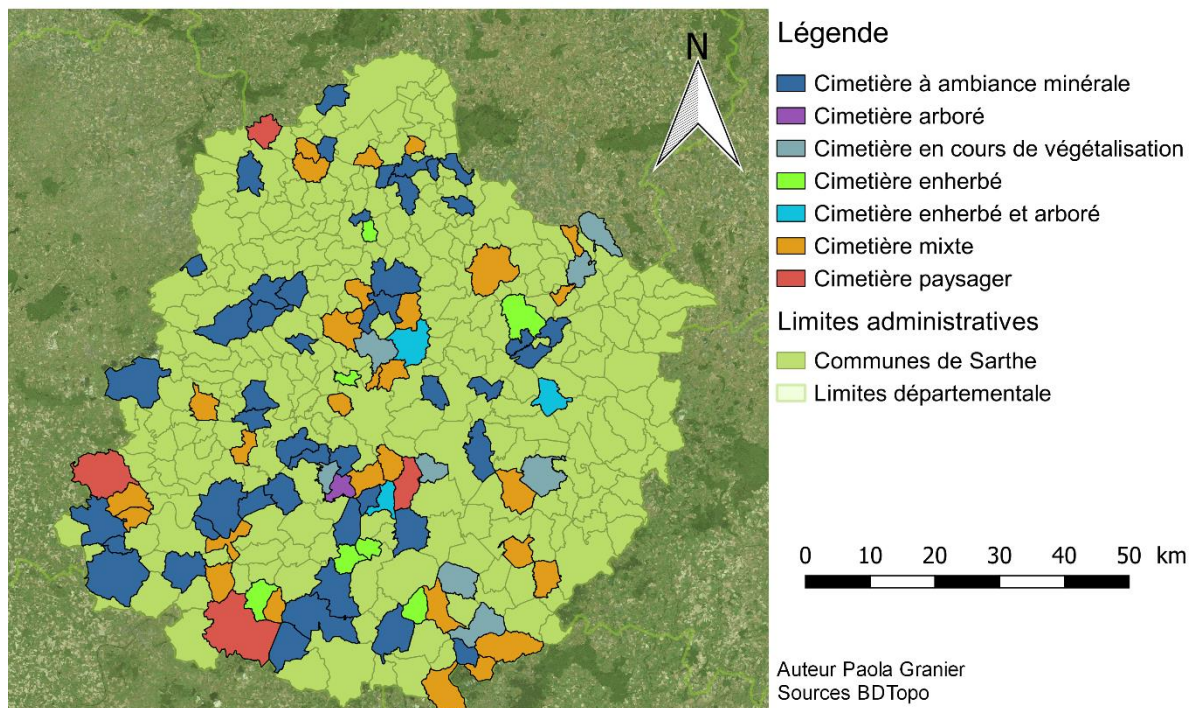 N
Légende
Cimetière à ambiance minérale
Cimetière arboré
Cimetière en cours de végétalisation
Cimetière enherbé
Cimetière enherbé et arboré
Cimetière mixte
Cimetière paysager
Limites administratives
Communes de Sarthe
Limites départementale
0 10 20 30 40 50 km
Auteur Paola Granier
Sources BDTopo